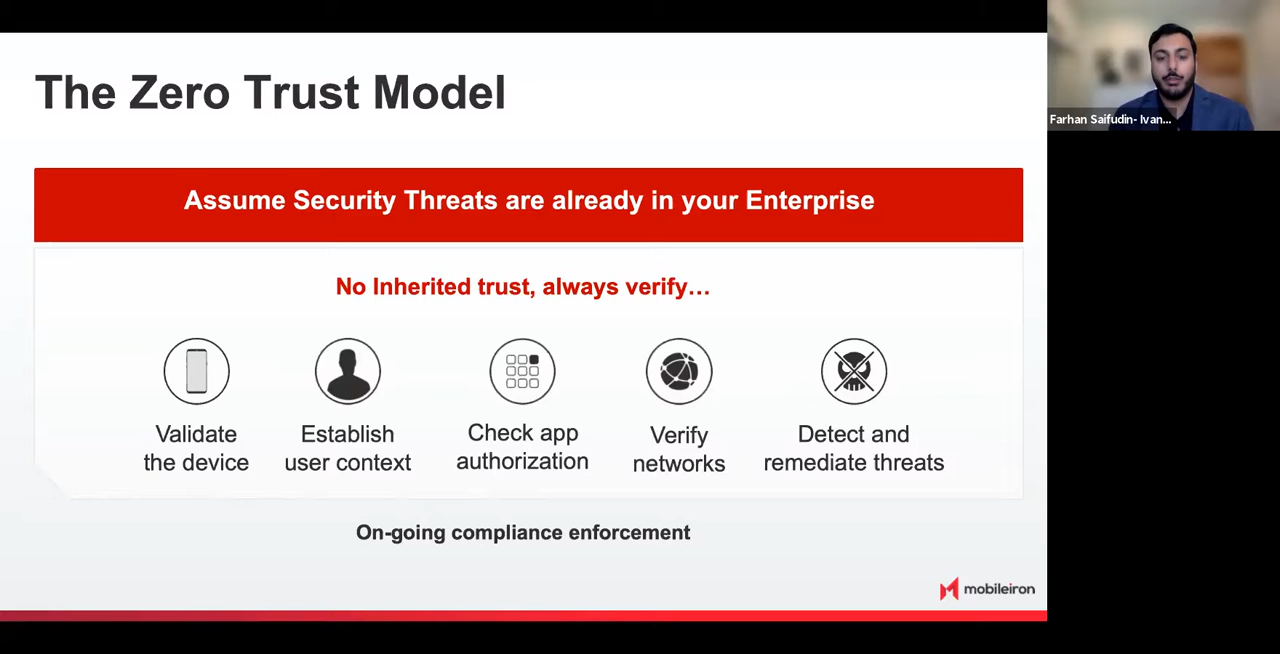 The Zero Trust Model
Farhan Saifudin- Ivan...
Assume Security Threats are already in your Enterprise
No Inherited trust, always verify...
Validate
the device
Establish
user context
Check app
authorization
Verify
networks
Detect and
remediate threats
On-going compliance enforcement
mobileiron